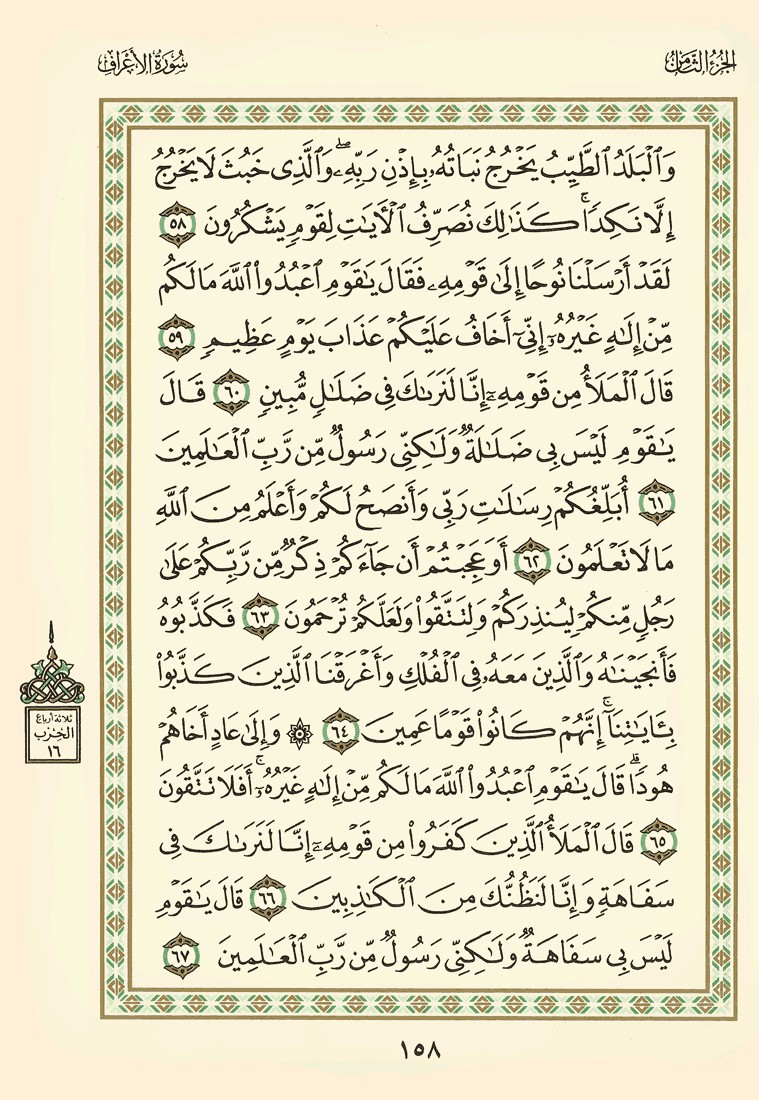 الجزء الثامن
سورة الأعراف
وَٱلْبَلَدُ ٱلطَّيِّبُ يَخْرُجُ نَبَاتُهُۥ بِإِذْنِ رَبِّهِۦۖ وَٱلَّذِى خَبُثَ لَا يَخْرُجُ
إِلَّا نَكِدًاۚ كَذَٰلِكَ نُصَرِّفُ ٱلْأَيَٰتِ لِقَوْمٍ يَشْكُرُونَ ٥٨
لَقَدْ أَرْسَلْنَا نُوحًا إِلَىٰ قَوْمِهِۦ فَقَالَ يَٰقَوْمِ ٱعْبُدُوا۟ ٱللَّهَ مَا لَكُم
مِّنْ إِلَٰهٍ غَيْرُهُۥٓ إِنِّىٓ أَخَافُ عَلَيْكُمْ عَذَابَ يَوْمٍ عَظِيمٍ ٥٩
قَالَ ٱلْمَلَأُ مِن قَوْمِهِۦٓ إِنَّا لَنَرَىٰكَ فِى ضَلَٰلٍ مُّبِينٍ ٦٠ قَالَ
يَٰقَوْمِ لَيْسَ بِى ضَلَٰلَةٌ وَلَٰكِنِّى رَسُولٌ مِّن رَّبِّ ٱلْعَٰلَمِينَ
٦١ أُبَلِّغُكُمْ رِسَٰلَٰتِ رَبِّى وَأَنصَحُ لَكُمْ وَأَعْلَمُ مِنَ ٱللَّهِ
مَا لَا تَعْلَمُونَ ٦٢ أَوَعَجِبْتُمْ أَن جَآءَكُمْ ذِكْرٌ مِّن رَّبِّكُمْ عَلَىٰ
رَجُلٍ مِّنكُمْ لِيُنذِرَكُمْ وَلِتَتَّقُوا۟ وَلَعَلَّكُمْ تُرْحَمُونَ ٦٣ فَكَذَّبُوهُ
فَأَنجَيْنَٰهُ وَٱلَّذِينَ مَعَهُۥ فِى ٱلْفُلْكِ وَأَغْرَقْنَا ٱلَّذِينَ كَذَّبُوا۟
بِـَٔايَٰتِنَآۚ إِنَّهُمْ كَانُوا۟ قَوْمًا عَمِينَ ٦٤ ۞ وَإِلَىٰ عَادٍ أَخَاهُمْ
هُودًاۗ قَالَ يَٰقَوْمِ ٱعْبُدُوا۟ ٱللَّهَ مَا لَكُم مِّنْ إِلَٰهٍ غَيْرُهُۥٓۚ أَفَلَا تَتَّقُونَ
٦٥ قَالَ ٱلْمَلَأُ ٱلَّذِينَ كَفَرُوا۟ مِن قَوْمِهِۦٓ إِنَّا لَنَرَىٰكَ فِى
سَفَاهَةٍ وَإِنَّا لَنَظُنُّكَ مِنَ ٱلْكَٰذِبِينَ ٦٦ قَالَ يَٰقَوْمِ
لَيْسَ بِى سَفَاهَةٌ وَلَٰكِنِّى رَسُولٌ مِّن رَّبِّ ٱلْعَٰلَمِينَ ٦٧
ثلاثة أرباع
الحزب
١٦
١٥٨